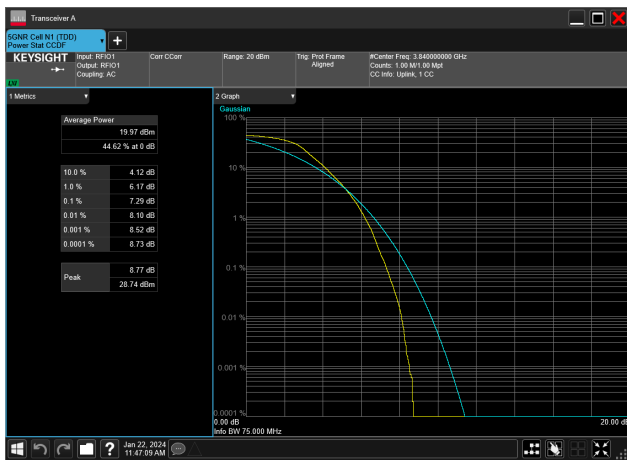 Transceiver A
5GNR Cell N1 (TDD)
Power Stat CCDF
KEYSIGHT
Input: RFIO1
Output: RFIO1
Coupling: AC
Corr CCorr
Range: 20 dBm
Trig: Prot Frame
Aligned
#Center Freq: 3.840000000 GHz
Counts: 1.00 M/1.00 Mpt
CC Info: Uplink, 1 CC
LVI
1 Metrics
Average Power
19.97 dBm
44.62 % at 0 dB
10.0 % 4.12 dB
1.0 % 6.17 dB
0.1 % 7.29 dB
0.01 % 8.10 dB
0.001 % 8.52 dB
0.0001 % 8.73 dB
Peak
8.77 dB
28.74 dBm
2 Graph
Gaussian
100 %
10 %
1 %
0.1 %
0.01 %
0.001 %
0.0001 %
0.00 dB
20.00 dB
Info BW 75.000 MHz
Jan 22, 2024
11:47:09 AM